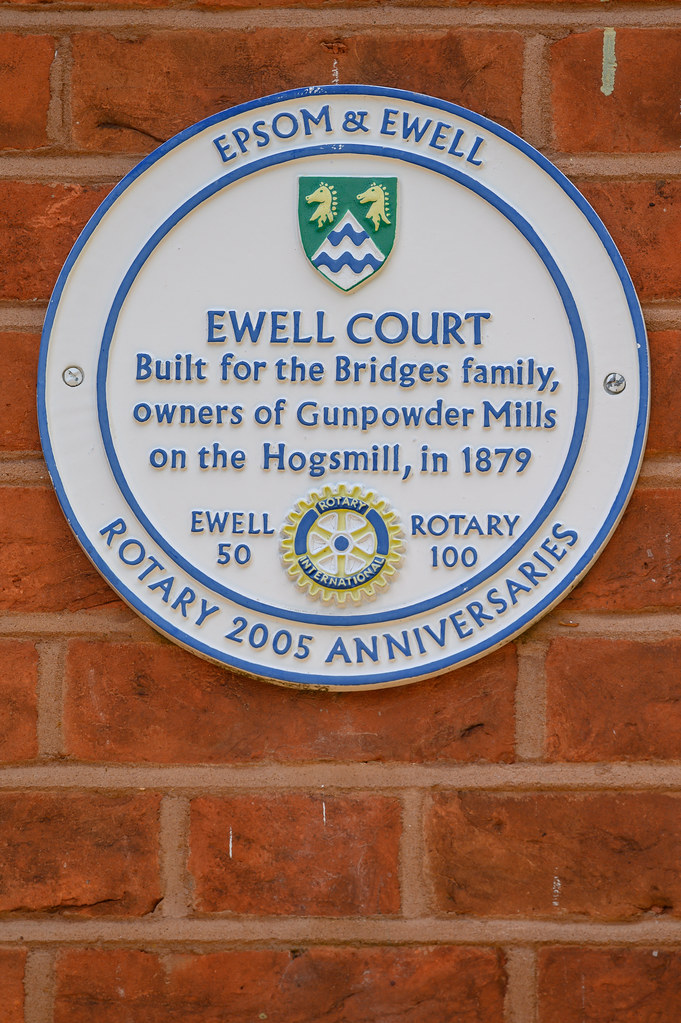 EPSOM & EWELL
EWELL COURT
Built for the Bridges family,
owners of Gunpowder Mills
on the Hogsmill, in 1879
EWELL
50
ROTARY
INTERNATIONAL
ROTARY
100
ROTARY 2005 ANNIVERSARIES